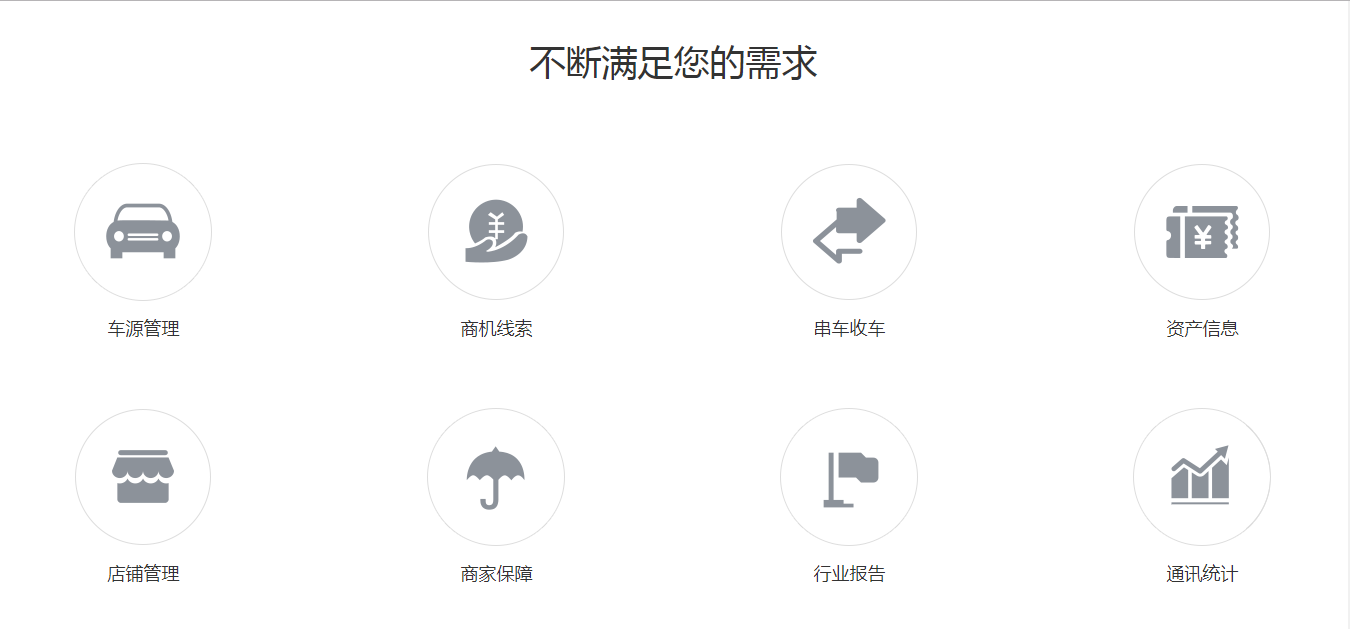 不断满足您的需求
车源管理
商机线索
串车收车
资产信息
店铺管理
商家保障
行业报告
通讯统计